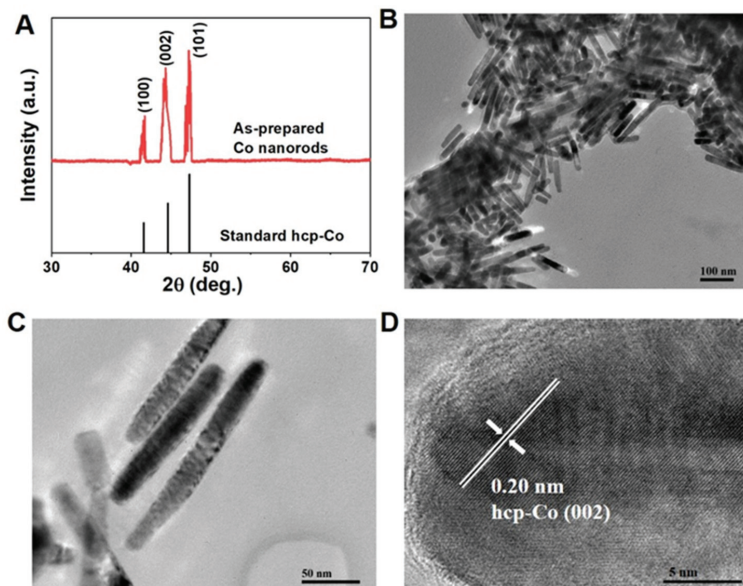 A
Intensity (a.u.)
(100)
(002)
(101)
As-prepared
Co nanorods
Standard hcp-Co
30
40
50
60
70
2θ (deg.)
B
100 nm
C
50 nm
D
0.20 nm
hcp-Co (002)
5 nm